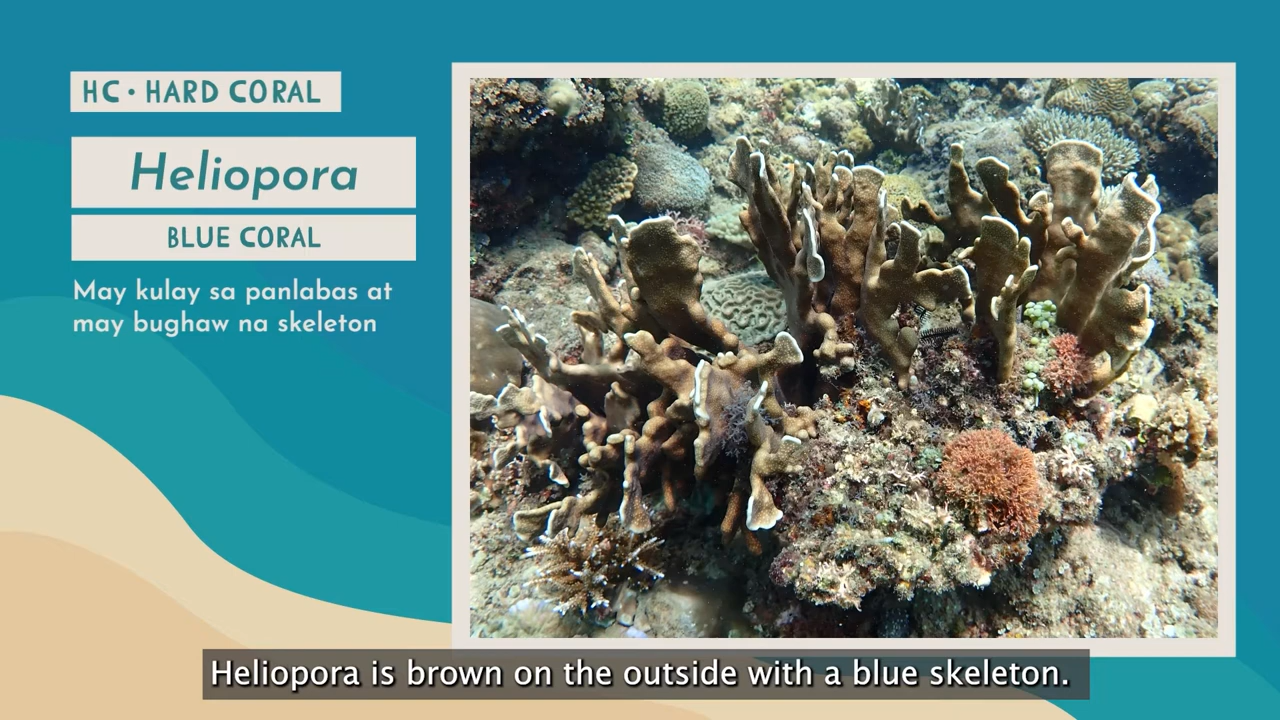 HC • HARD CORAL
Heliopora
BLUE CORAL
May kulay sa panlabas at
may bughaw na skeleton
Heliopora is brown on the outside with a blue skeleton.